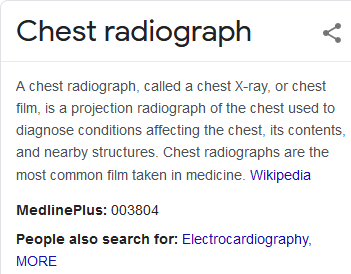 Chest radiograph
A chest radiograph, called a chest X-ray, or chest
film, is a projection radiograph of the chest used to
diagnose conditions affecting the chest, its contents,
and nearby structures. Chest radiographs are the
most common film taken in medicine. Wikipedia
MedlinePlus: 003804
People also search for: Electrocardiography,
MORE